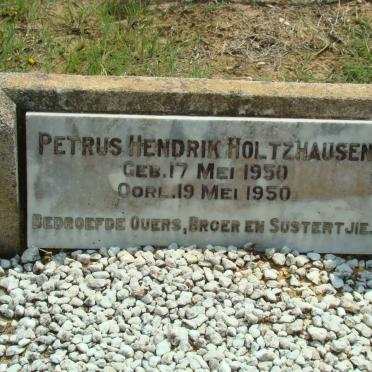 PETRUS HENDRIK HOLTZHAUSEN
GEB. 17 MEI 1950
OORL. 19 MEI 1950
BEDROEFDE OUERS, BROER EN SUSTERTJIE.